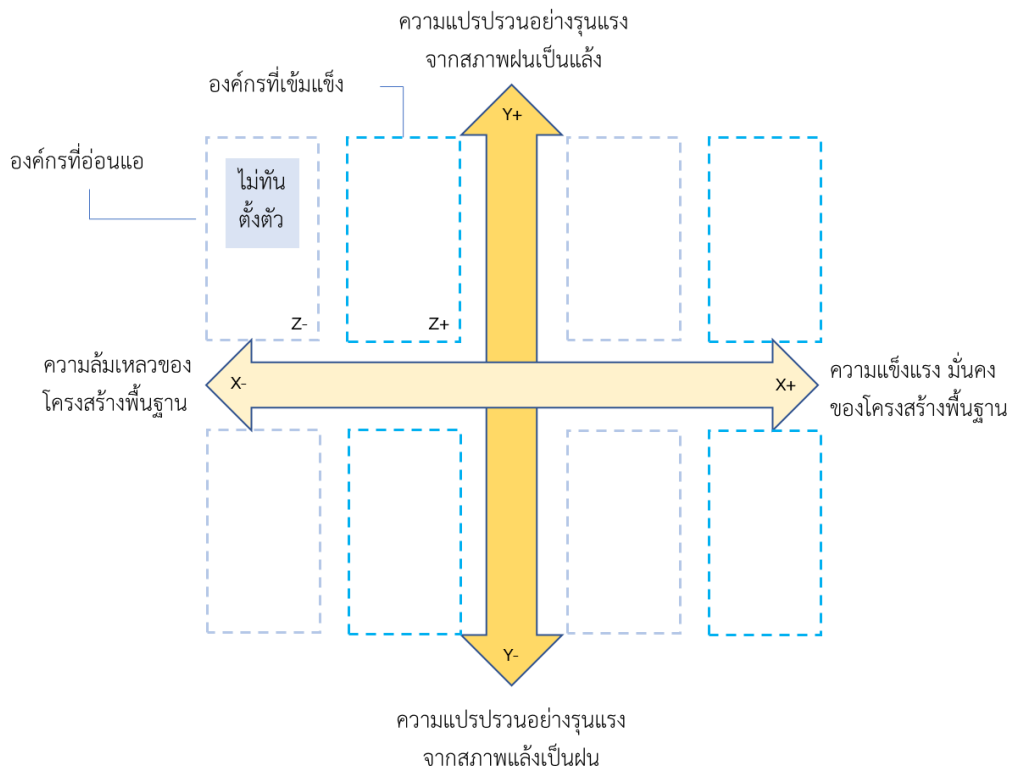 ความแปรปรวนอย่างรุนแรง
จากสภาพฝนเป็นแล้ง
องค์กรที่เข้มแข็ง
Y+
องค์กรที่อ่อนแอ
ไม่ทัน
ตั้งตัว
Z-
Z+
ความล้มเหลวของ
โครงสร้างพื้นฐาน
X-
X+
ความแข็งแรง มั่นคง
ของโครงสร้างพื้นฐาน
Y-
ความแปรปรวนอย่างรุนแรง
จากสภาพแล้งเป็นฝน